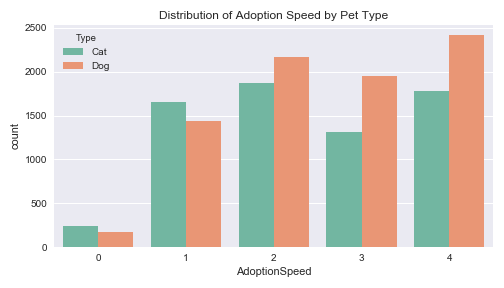 Distribution of Adoption Speed by Pet Type
Type
Cat
Dog
2500
2000
1500
1000
500
0
count
0 1 2 3 4
AdoptionSpeed